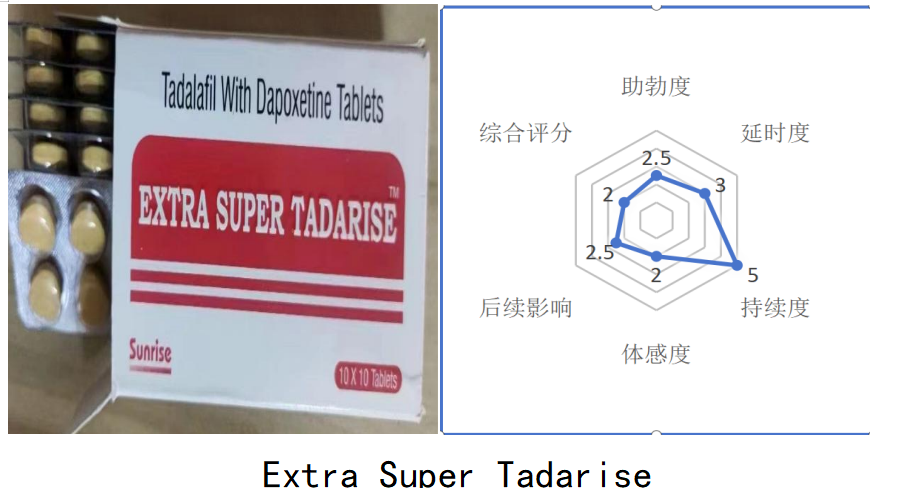 Tadalafil With Dapoxetine Tablets
EXTRA SUPER TADARISE™
Sunrise
10 X 10 Tablets
助勃度
综合评分
延时度
2.5
3
2
2.5
2
5
后续影响
持续度
体感度
Extra Super Tadarise